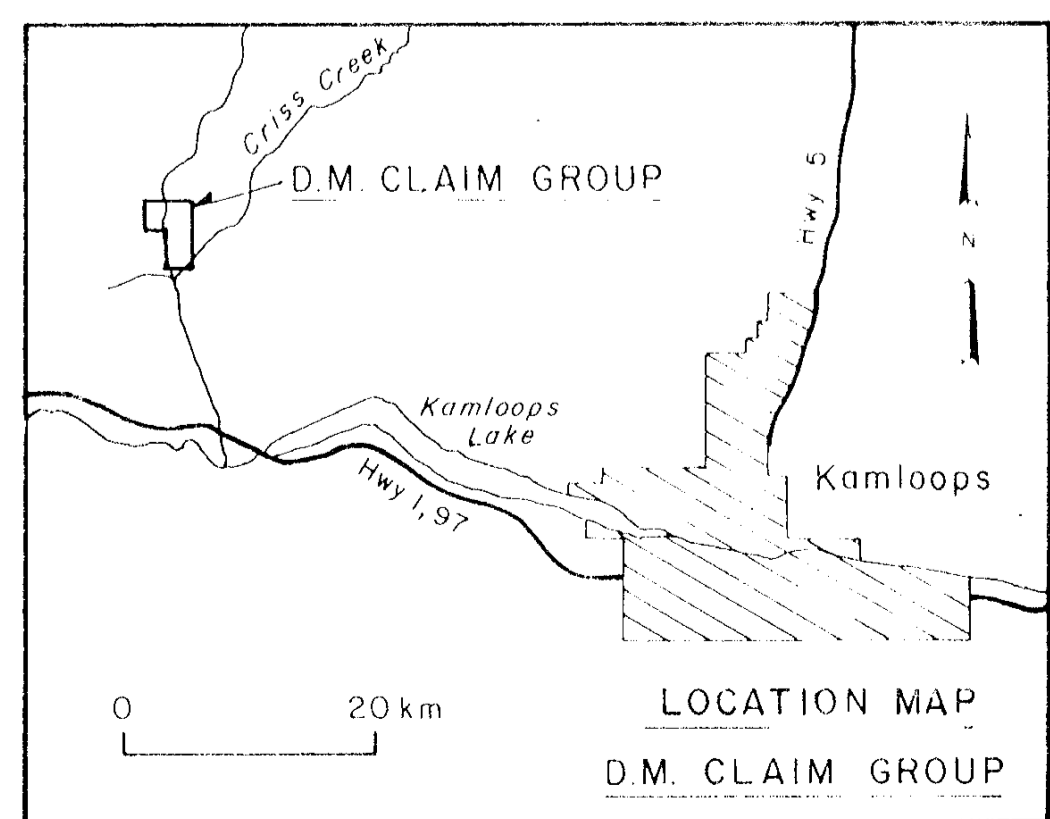 Criss Creek
D.M. CLAIM GROUP
Hwy 5
N
Kamloops
Lake
Kamloops
Hwy 1, 97
0 20 km
LOCATION MAP
D.M. CLAIM GROUP